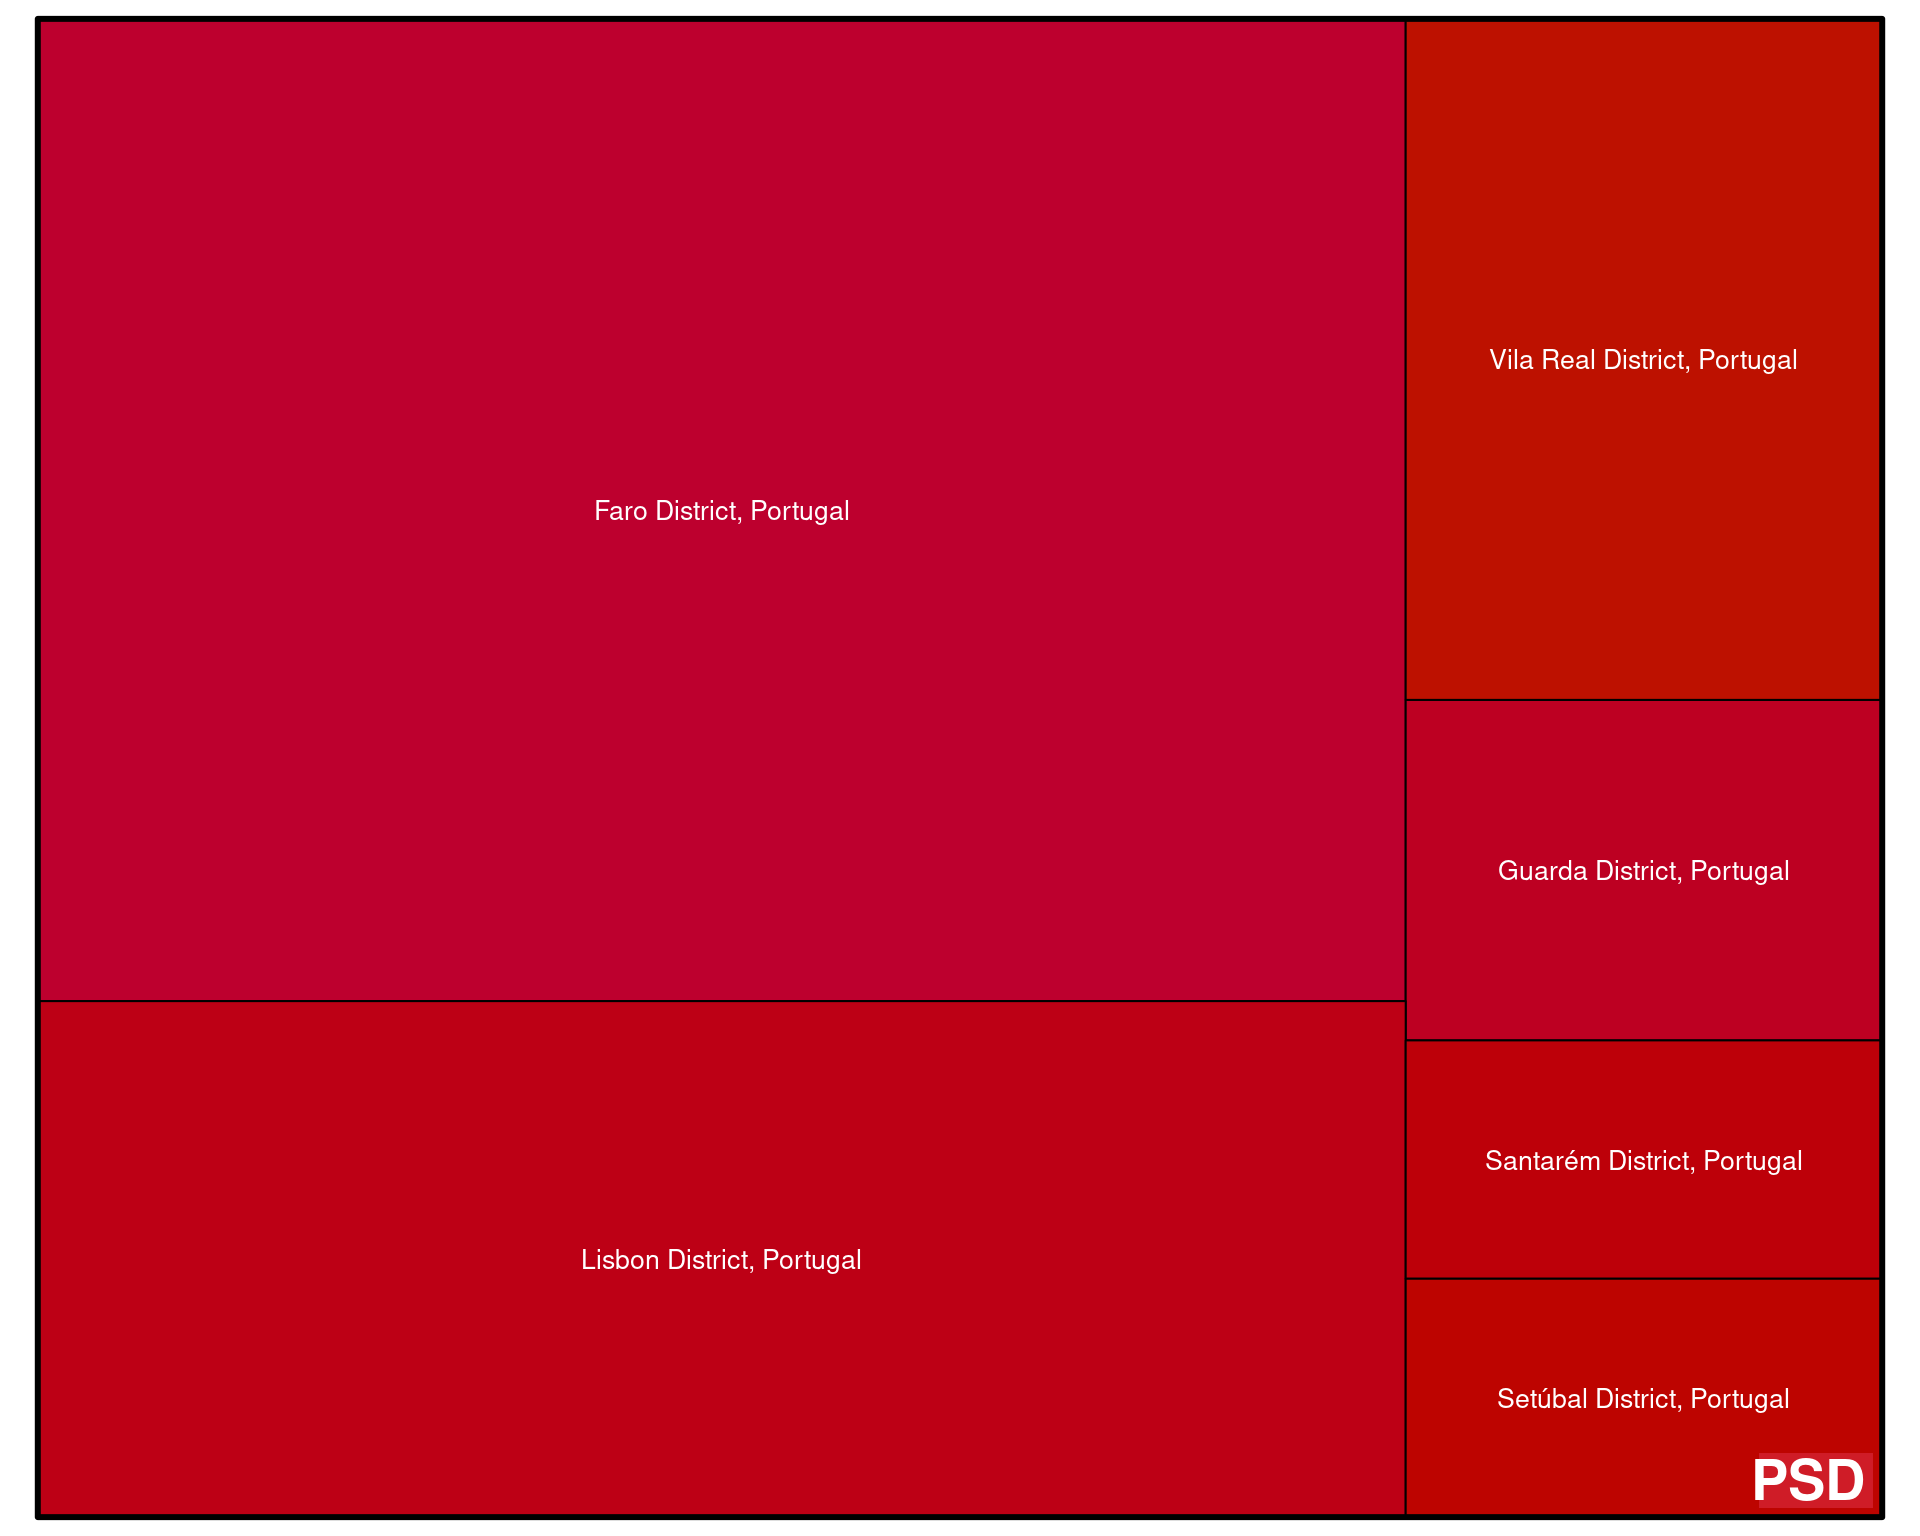 Faro District, Portugal
Lisbon District, Portugal
Vila Real District, Portugal
Guarda District, Portugal
Santarém District, Portugal
Setúbal District, Portugal
PSD